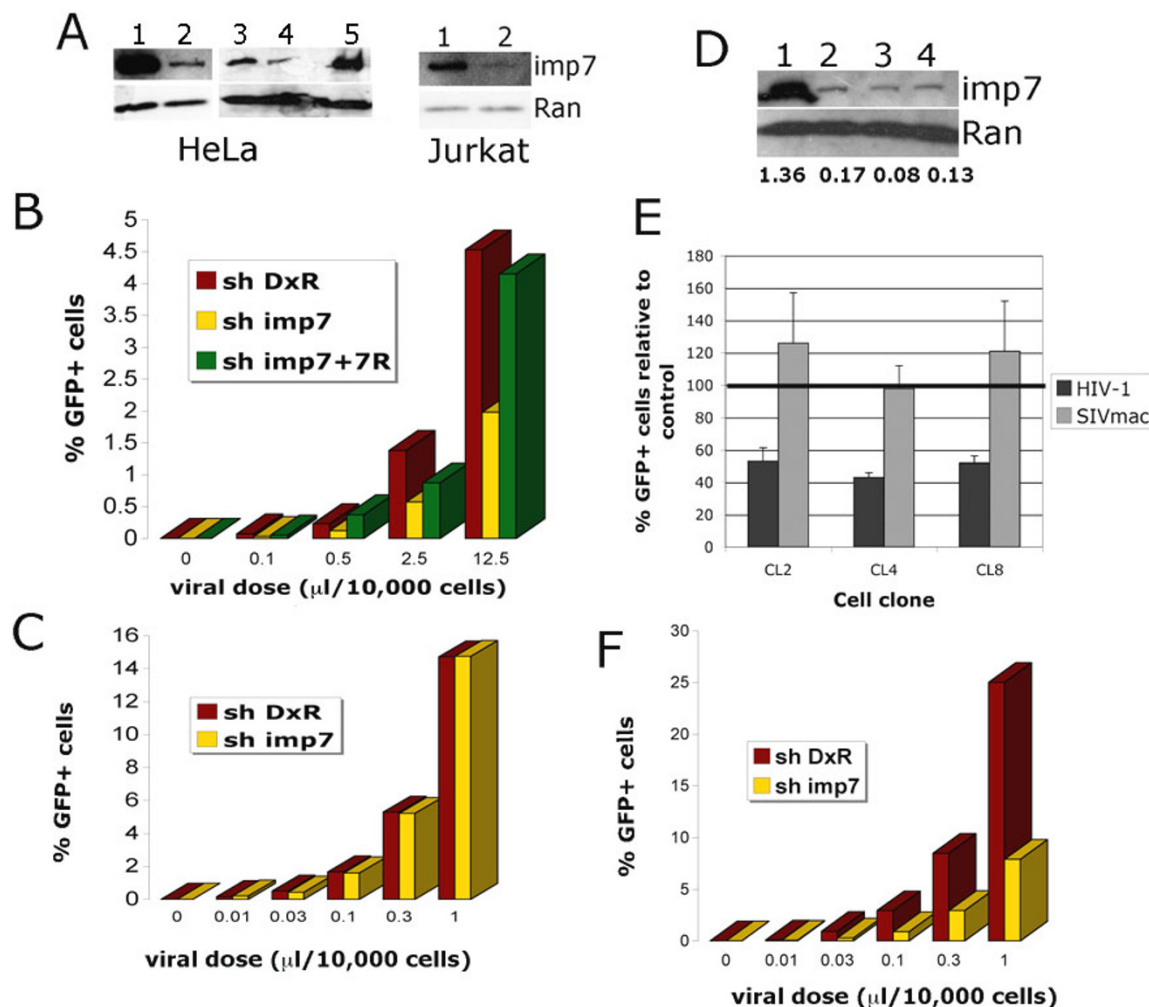 A
1 2 3 4 5
1 2
imp7
Ran
HeLa
Jurkat
D
1 2 3 4
imp7
Ran
1.36 0.17 0.08 0.13
B
5
4.5
4
3.5
3
2.5
2
1.5
1
0.5
0
% GFP+ cells
sh DxR
sh imp7
sh imp7+7R
0 0.1 0.5 2.5 12.5
viral dose (µl/10,000 cells)
E
180
160
140
120
100
80
60
40
20
0
% GFP+ cells relative to
control
HIV-1
SIVmac
CL2 CL4 CL8
Cell clone
C
16
14
12
10
8
6
4
2
0
% GFP+ cells
sh DxR
sh imp7
0 0.01 0.03 0.1 0.3 1
viral dose (µl/10,000 cells)
F
30
25
20
15
10
5
0
% GFP+ cells
sh DxR
sh imp7
0 0.01 0.03 0.1 0.3 1
viral dose (µl/10,000 cells)